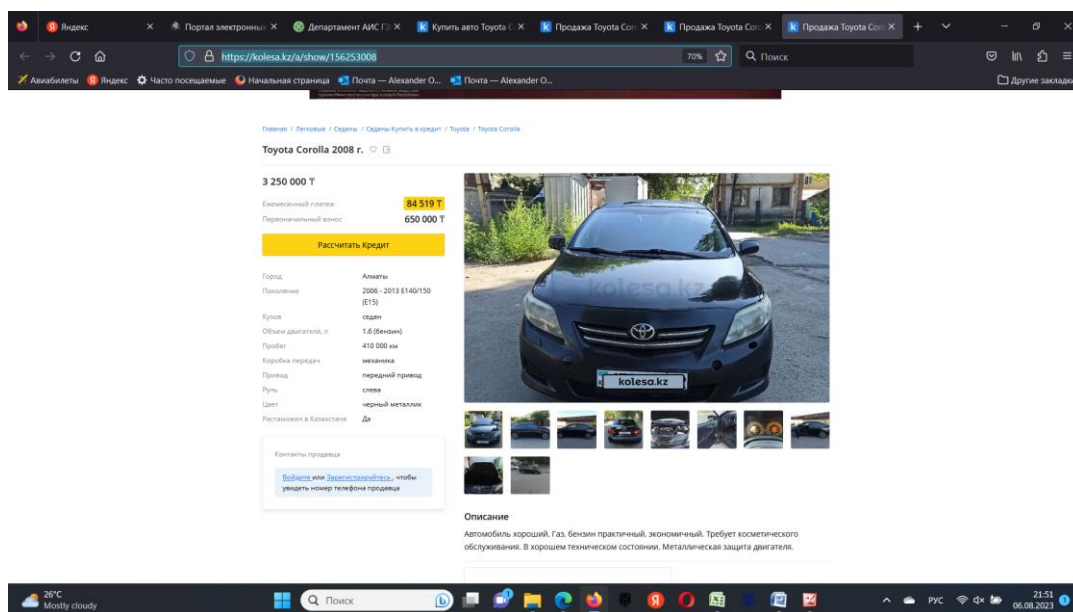 Яндекс
Портал электронны
Департамент АИС ГЗ
Купить авто Toyota C
Продажа Toyota Coro
Продажа Toyota Coro
Продажа Toyota Coro
https://kolesa.kz/a/show/156253008
70%
Поиск
Авиабилеты
Яндекс
Часто посещаемые
Начальная страница
Почта — Alexander O...
Почта — Alexander O...
Другие закладки
Главная / Легковые / Седаны / Седаны Купить в кредит / Toyota / Toyota Corolla
Toyota Corolla 2008 г.
3 250 000 ₸
Ежемесячный платеж 84 519 ₸
Первоначальный взнос 650 000 ₸
Рассчитать Кредит
Город Алматы
Поколение 2006 - 2013 E140/150
(E15)
Кузов седан
Объем двигателя, л 1.6 (бензин)
Пробег 410 000 км
Коробка передач механика
Привод передний привод
Руль слева
Цвет черный металлик
Растаможен в Казахстане Да
Контакты продавца
Войдите или Зарегистрируйтесь, чтобы
увидеть номер телефона продавца
kolesa.kz
kolesa.kz
Описание
Автомобиль хороший. Газ, бензин практичный, экономичный. Требует косметического
обслуживания. В хорошем техническом состоянии. Металлическая защита двигателя.
26°C
Mostly cloudy
Поиск
РУС
21:51
06.08.2023